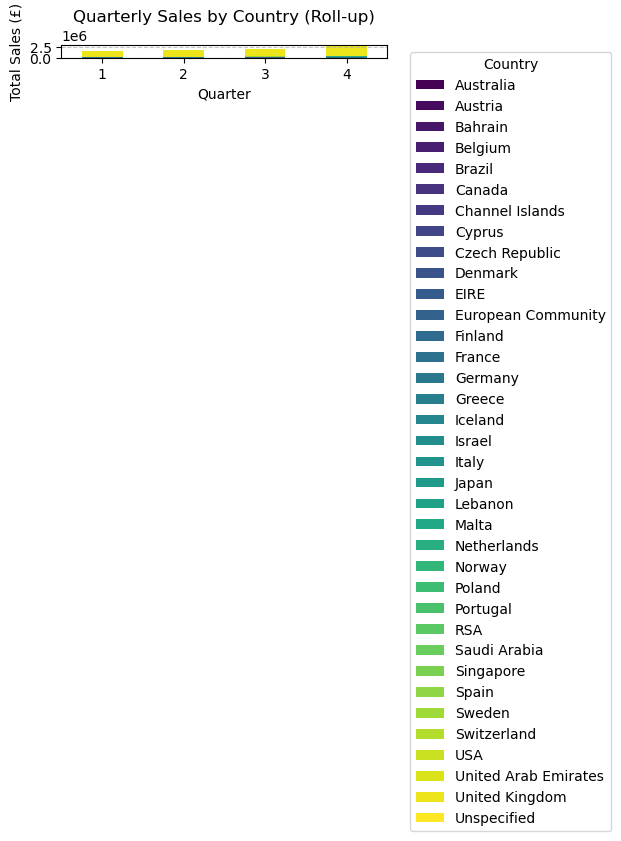 Quarterly Sales by Country (Roll-up)
1e6
Total Sales (£)
2.5
0.0
1 2 3 4
Quarter
Country
Australia
Austria
Bahrain
Belgium
Brazil
Canada
Channel Islands
Cyprus
Czech Republic
Denmark
EIRE
European Community
Finland
France
Germany
Greece
Iceland
Israel
Italy
Japan
Lebanon
Malta
Netherlands
Norway
Poland
Portugal
RSA
Saudi Arabia
Singapore
Spain
Sweden
Switzerland
USA
United Arab Emirates
United Kingdom
Unspecified